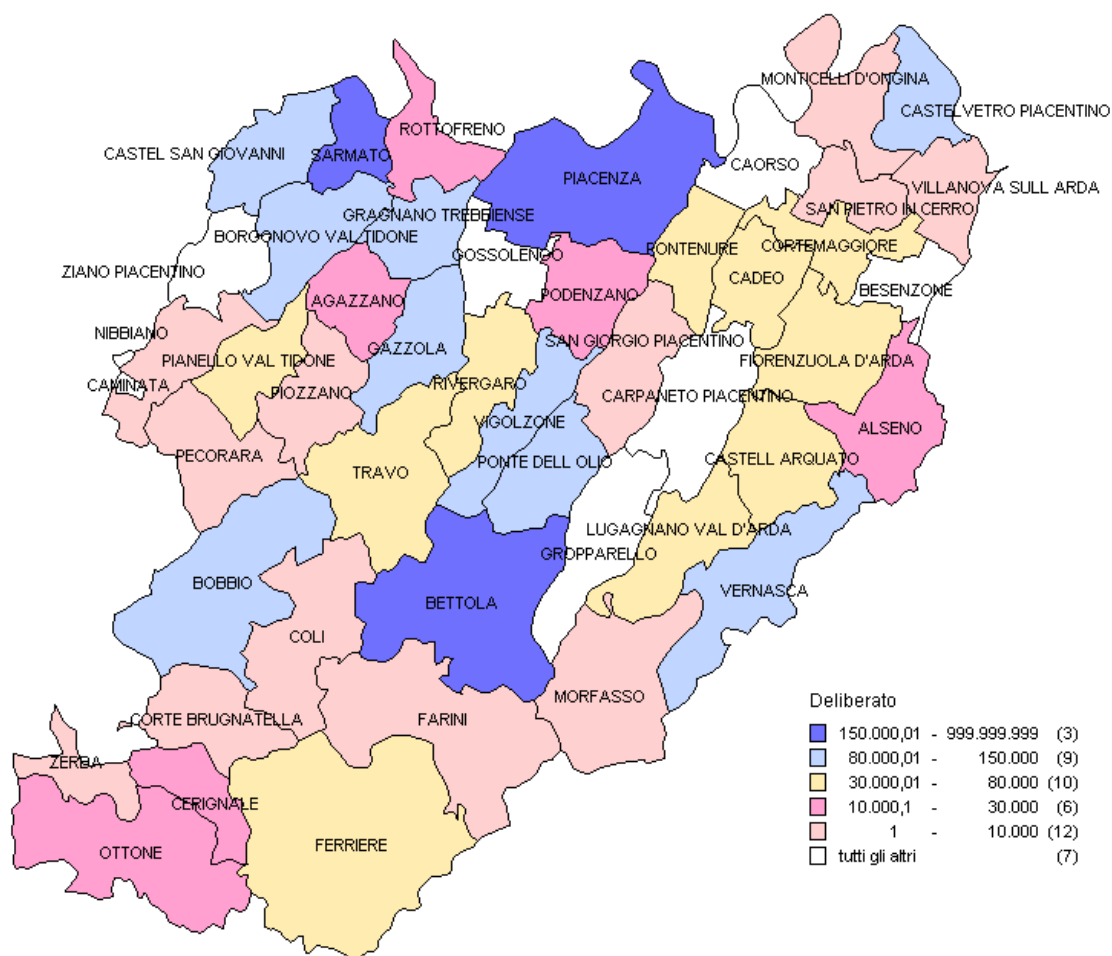 MONTICELLI D'ONGINA
CASTELVETRO PIACENTINO
ROTTOFRENO
CASTEL SAN GIOVANNI
SARMATO
CAORSO
PIACENZA
VILLANOVA SULL ARDA
SAN PIETRO IN CERRO
GRAGNANO TREBBIENSE
BORGONOVO VAL TIDONE
PONTENURE
CORTEMAGGIORE
GOSSOLENGO
ZIANO PIACENTINO
CADEO
BESENZONE
AGAZZANO
PODENZANO
NIBBIANO
SAN GIORGIO PIACENTINO
GAZZOLA
PIANELLO VAL TIDONE
FIORENZUOLA D'ARDA
CAMINATA
RIVERGARO
PIOZZANO
CARPANETO PIACENTINO
VIGOLZONE
ALSENO
PECORARA
CASTELL ARQUATO
PONTE DELL OLIO
TRAVO
LUGAGNANO VAL D'ARDA
GROPPARELLO
BOBBIO
VERNASCA
BETTOLA
COLI
MORFASSO
CORTE BRUGNATELLA
FARINI
ZERBA
CERIGNALE
FERRIERE
OTTONE
Deliberato
150.000,01 - 999.999.999 (3)
80.000,01 - 150.000 (9)
30.000,01 - 80.000 (10)
10.000,1 - 30.000 (6)
1 - 10.000 (12)
tutti gli altri (7)